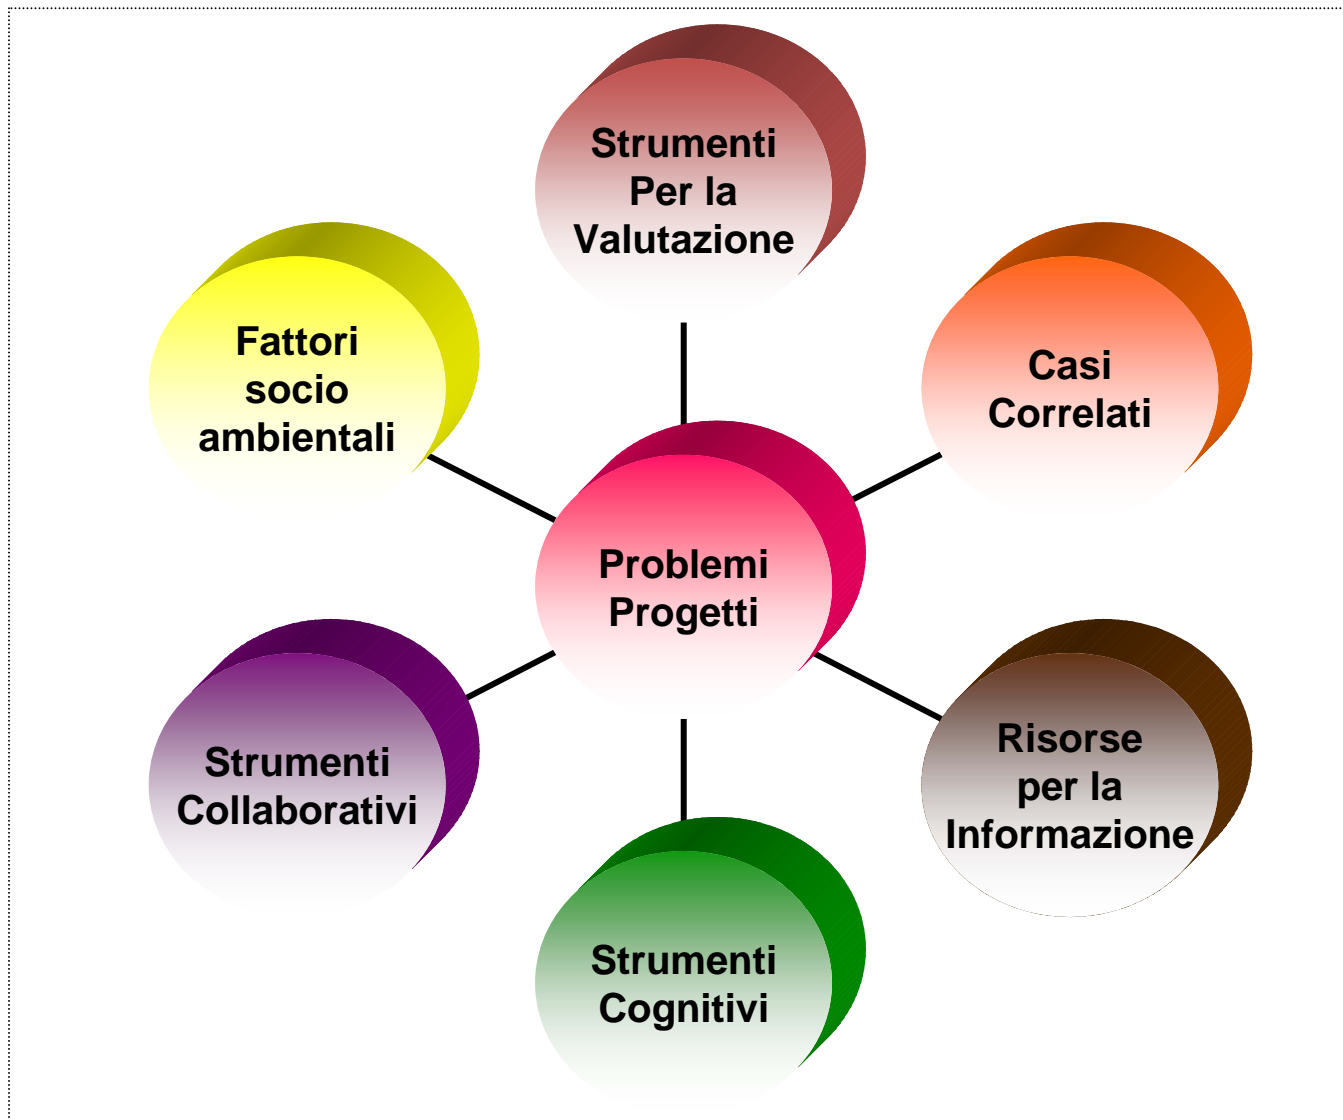 Strumenti
Per la
Valutazione
Fattori
socio
ambientali
Casi
Correlati
Problemi
Progetti
Strumenti
Collaborativi
Risorse
per la
Informazione
Strumenti
Cognitivi